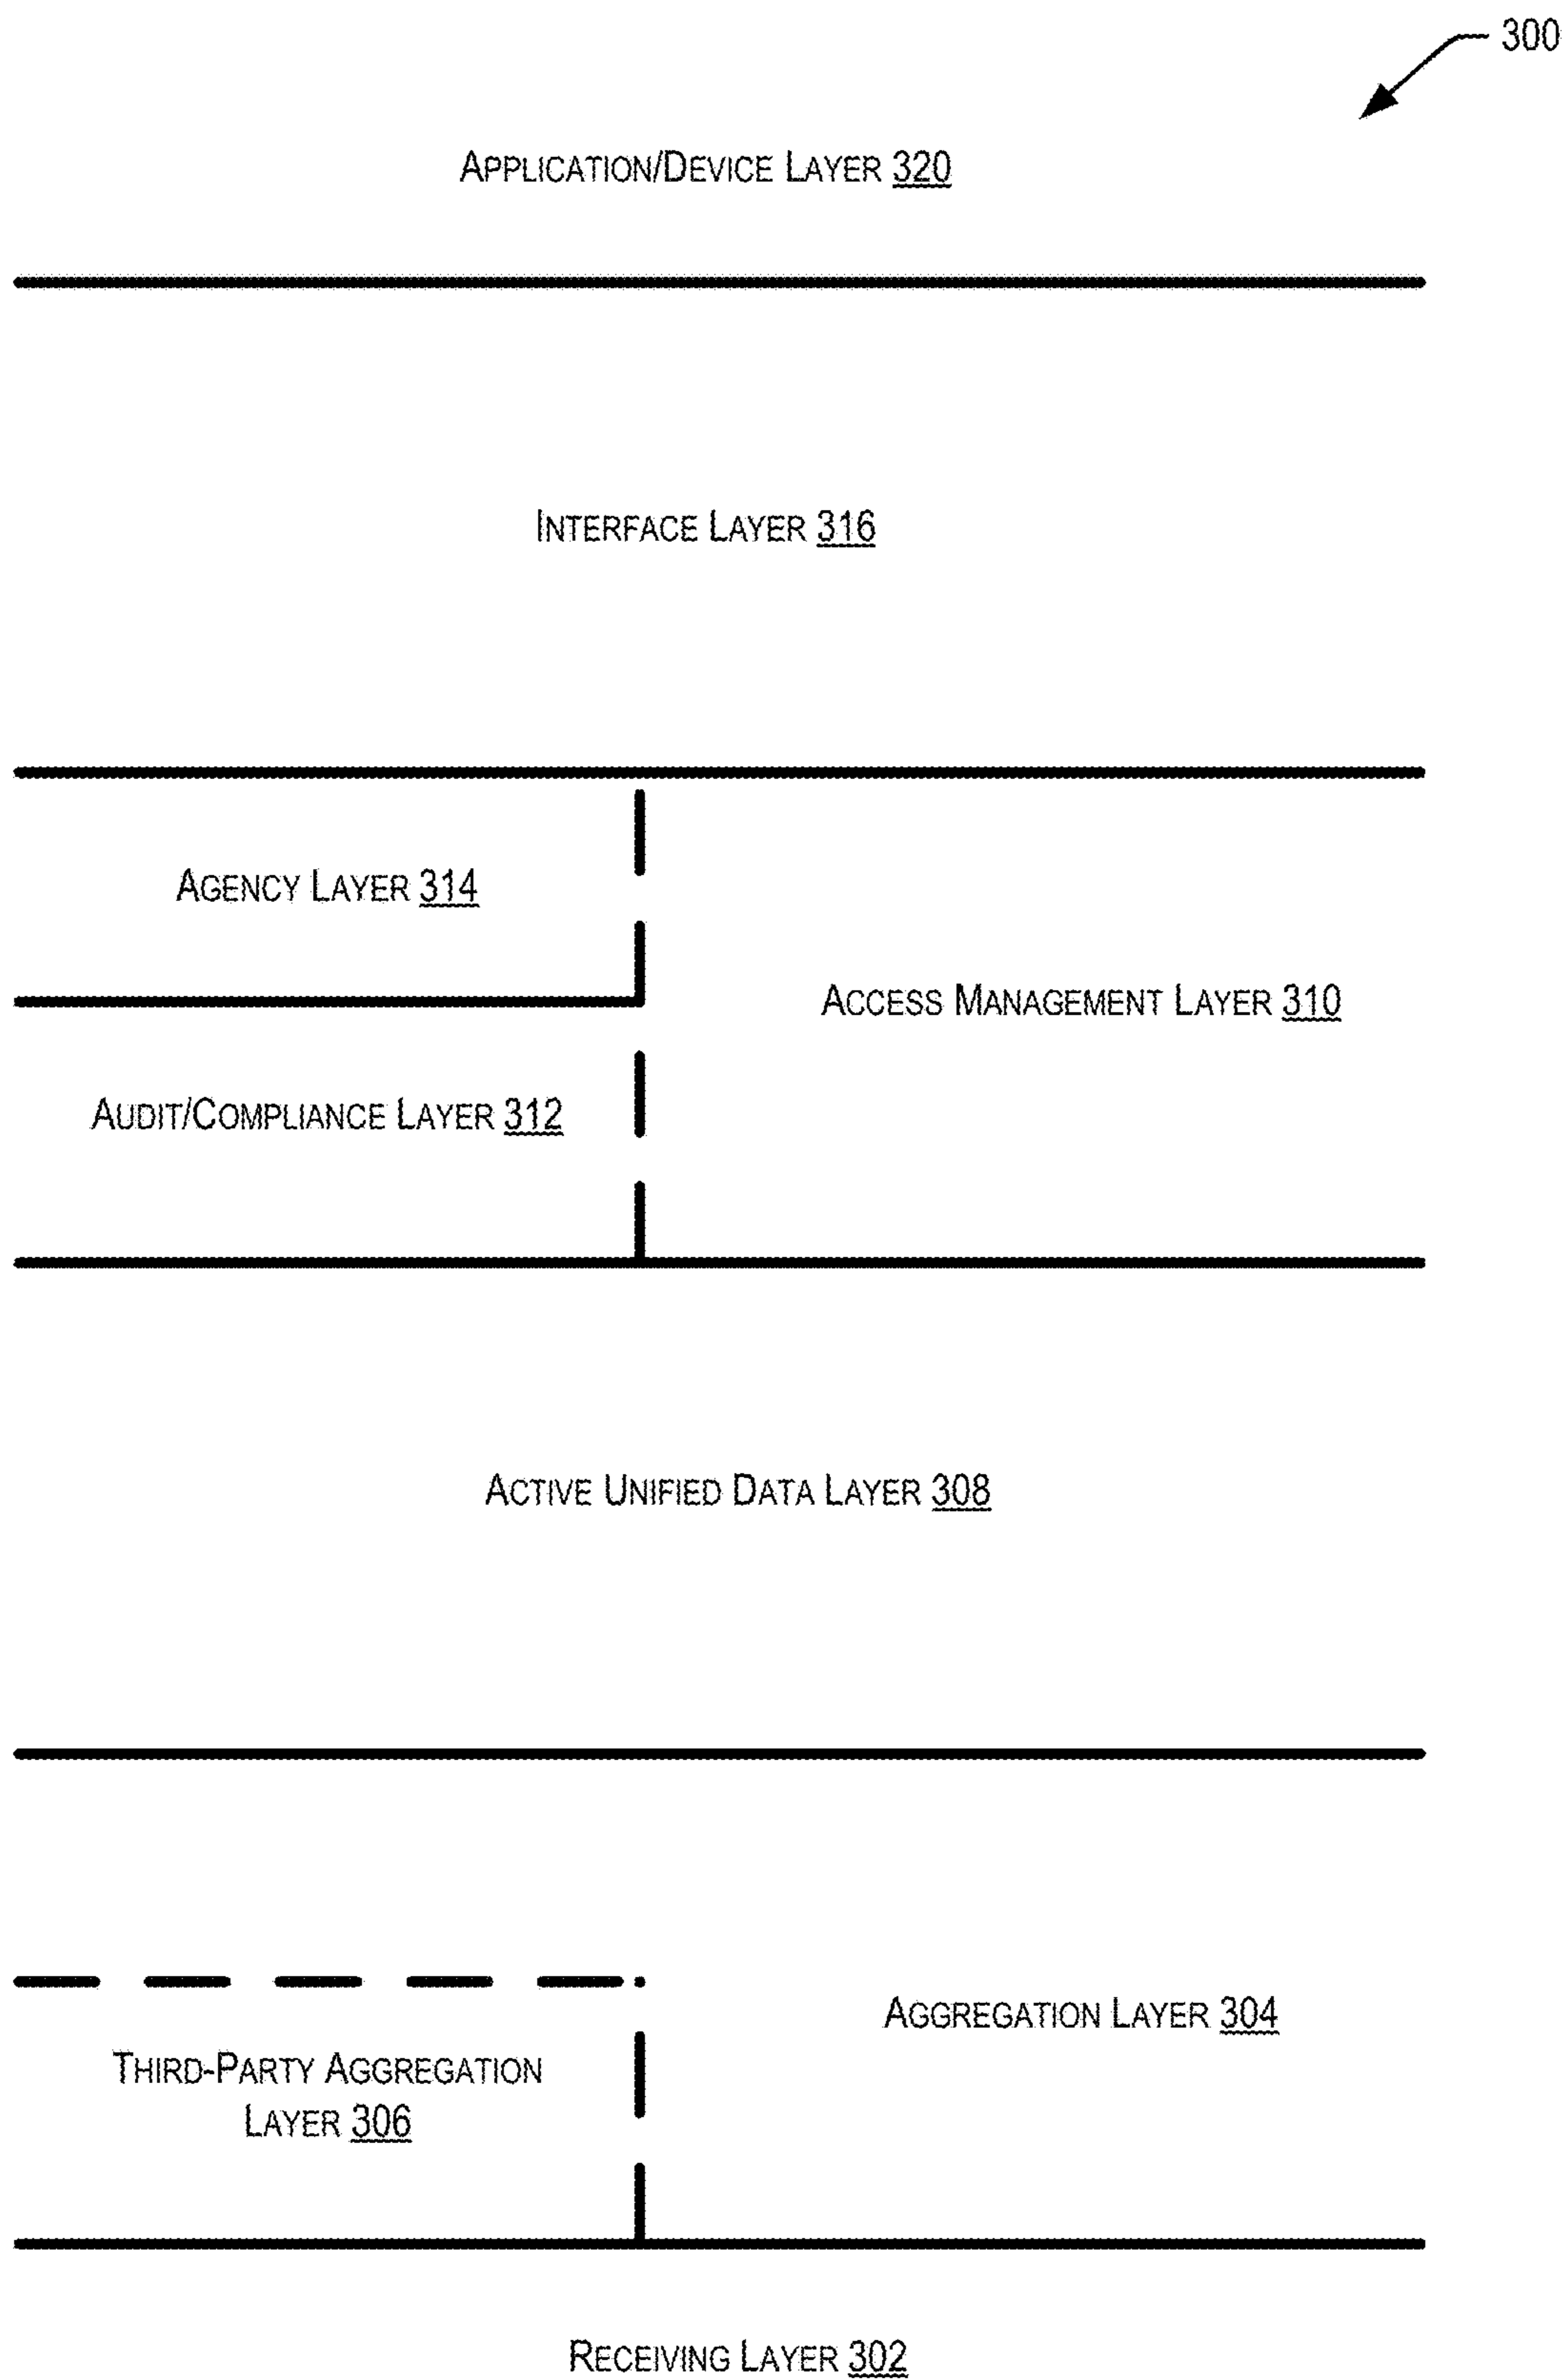 300
APPLICATION/DEVICE LAYER 320
INTERFACE LAYER 316
AGENCY LAYER 314
ACCESS MANAGEMENT LAYER 310
AUDIT/COMPLIANCE LAYER 312
ACTIVE UNIFIED DATA LAYER 308
AGGREGATION LAYER 304
THIRD-PARTY AGGREGATION
LAYER 306
RECEIVING LAYER 302